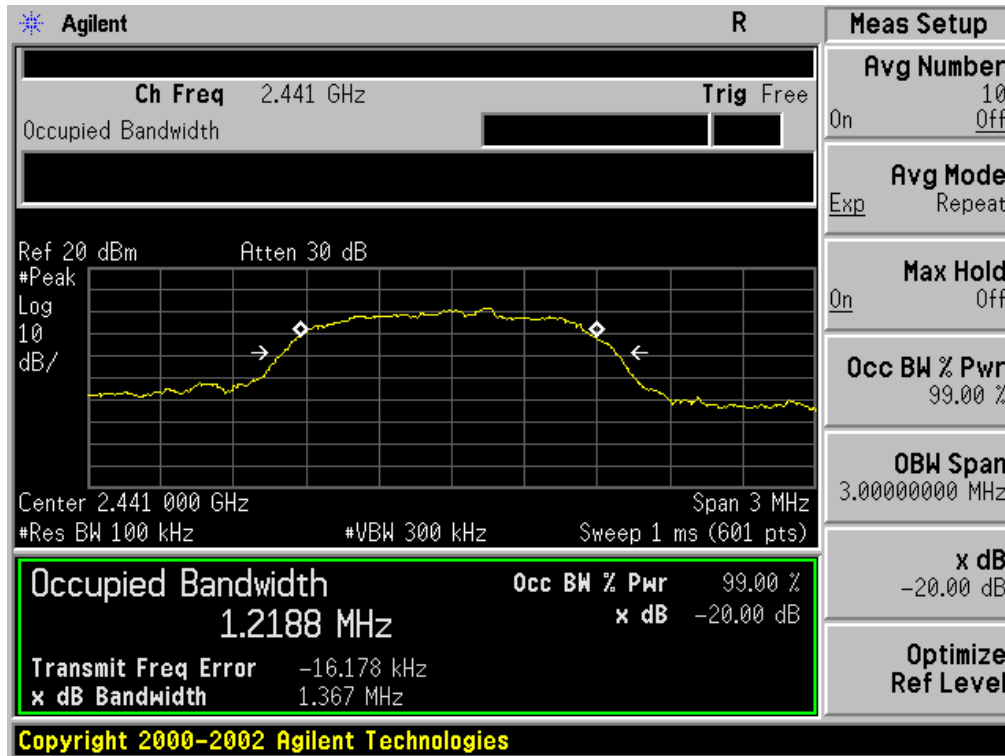 Agilent R Meas Setup
Ch Freq 2.441 GHz Trig Free
Occupied Bandwidth
Avg Number
10
On Off
Avg Mode
Exp Repeat
Max Hold
On Off
Occ BW % Pwr
99.00 %
OBW Span
3.00000000 MHz
x dB
-20.00 dB
Optimize
Ref Level
Ref 20 dBm Atten 30 dB
#Peak
Log
10
dB/
Center 2.441 000 GHz Span 3 MHz
#Res BW 100 kHz #VBW 300 kHz Sweep 1 ms (601 pts)
Occupied Bandwidth Occ BW % Pwr 99.00 %
1.2188 MHz x dB -20.00 dB
Transmit Freq Error -16.178 kHz
x dB Bandwidth 1.367 MHz
Copyright 2000-2002 Agilent Technologies